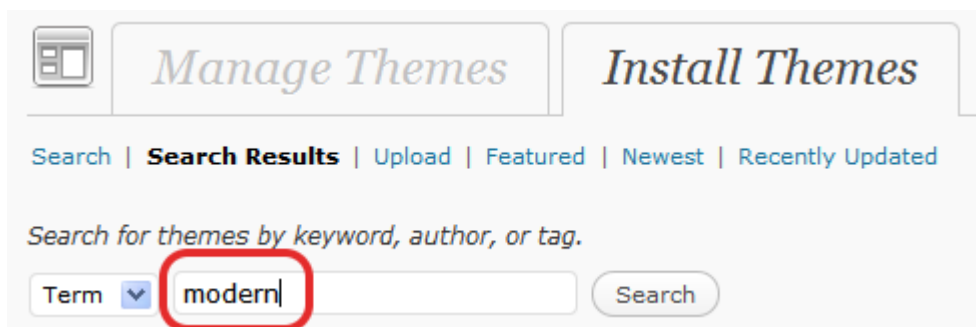 Manage Themes Install Themes
Search | Search Results | Upload | Featured | Newest | Recently Updated
Search for themes by keyword, author, or tag.
Term modern Search